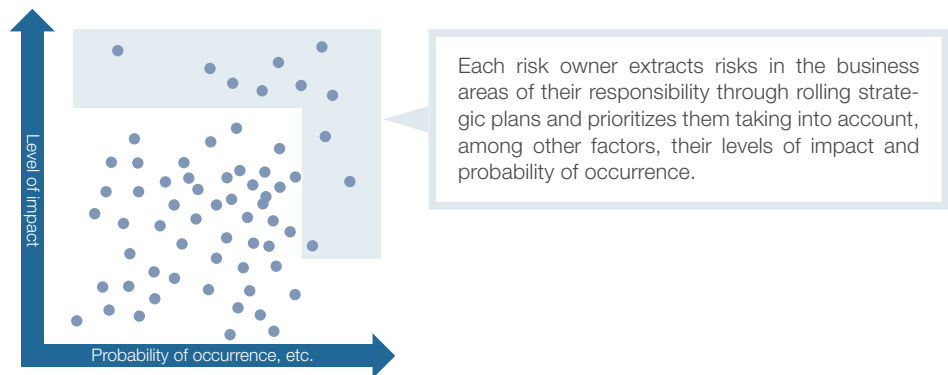 Level of impact
Each risk owner extracts risks in the business
areas of their responsibility through rolling strate-
gic plans and prioritizes them taking into account,
among other factors, their levels of impact and
probability of occurrence.
Probability of occurrence, etc.